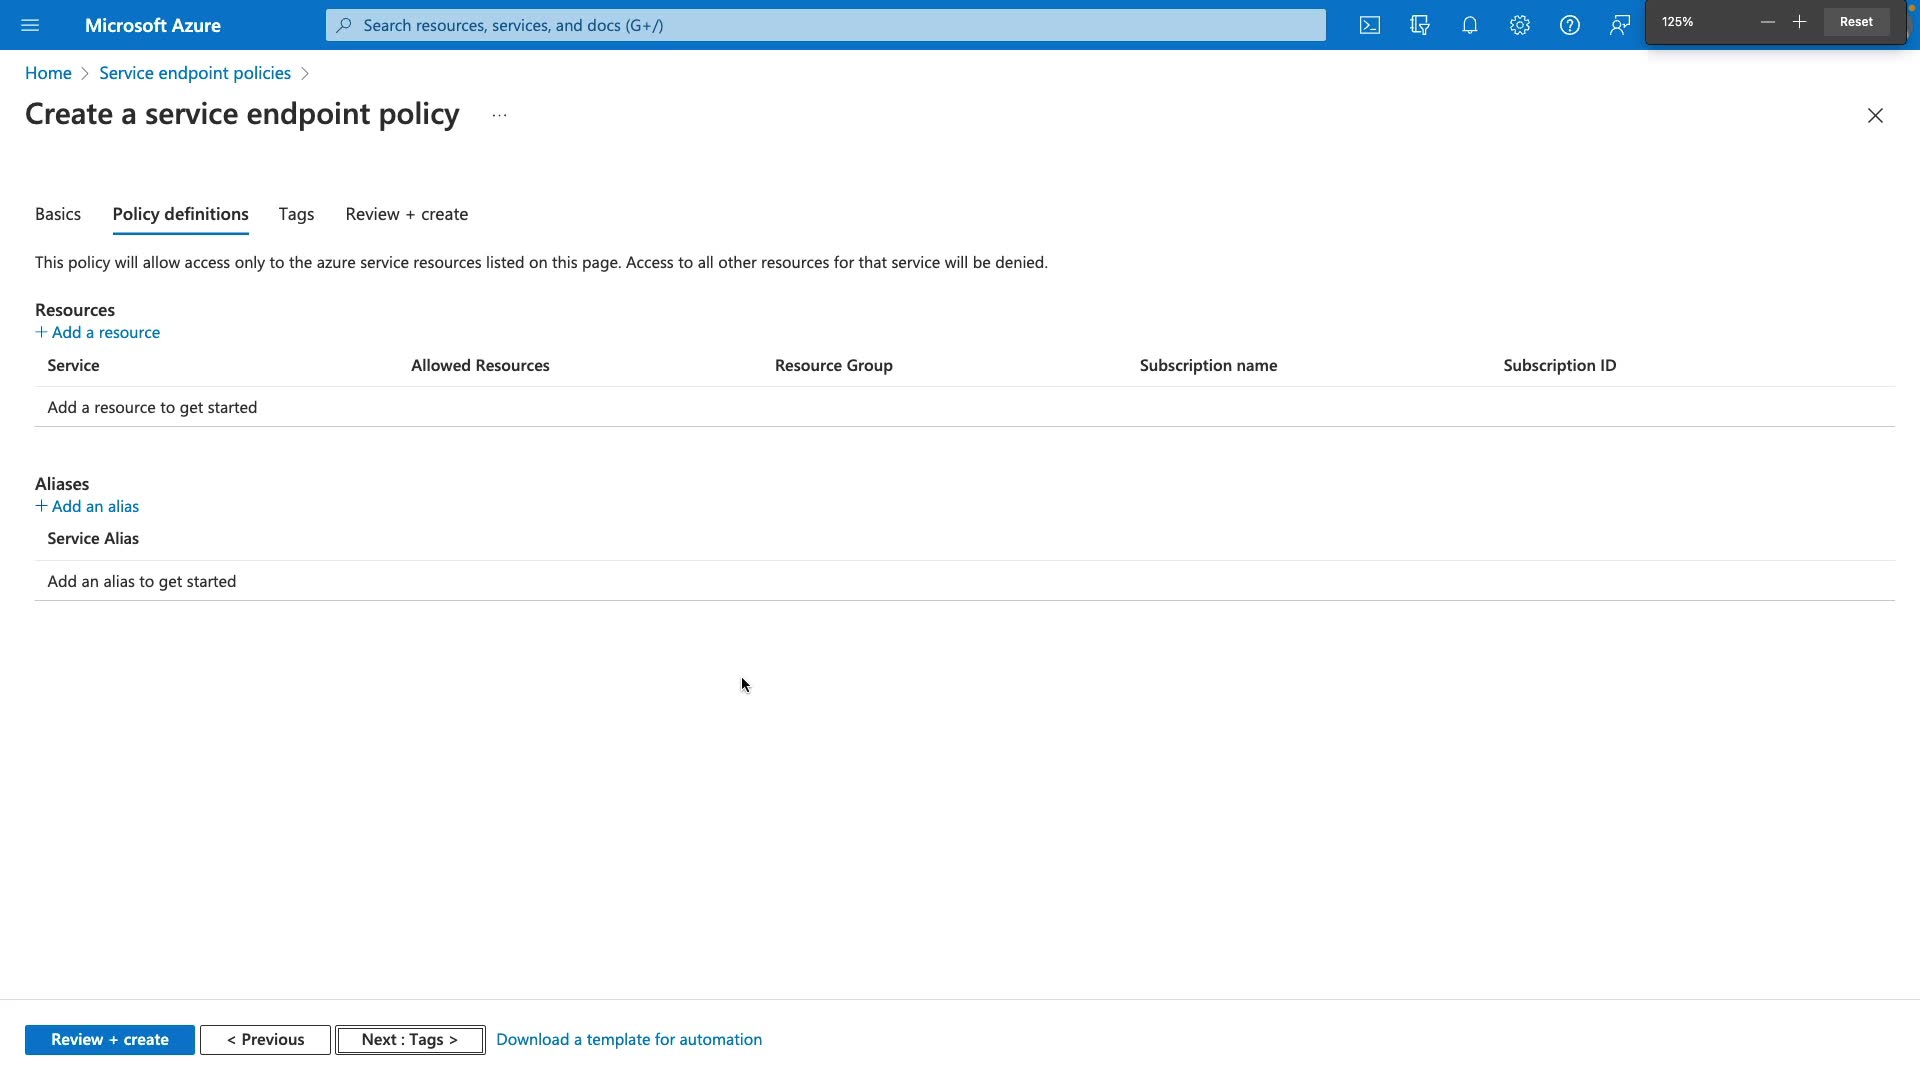 Microsoft Azure
Search resources, services, and docs (G+/)
125%
Reset
Home > Service endpoint policies >
Create a service endpoint policy ...
Basics
Policy definitions
Tags
Review + create
This policy will allow access only to the azure service resources listed on this page. Access to all other resources for that service will be denied.
Resources
+ Add a resource
Service Allowed Resources Resource Group Subscription name Subscription ID
Add a resource to get started
Aliases
+ Add an alias
Service Alias
Add an alias to get started
Review + create
< Previous
Next : Tags >
Download a template for automation